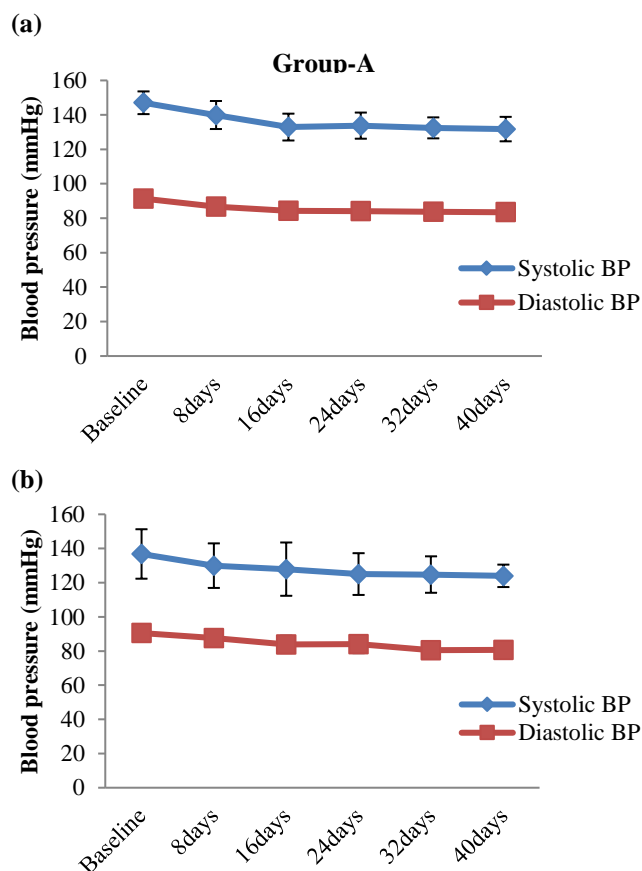 (a)
Group-A
Blood pressure (mmHg)
160
140
120
100
80
60
40
20
0
Systolic BP
Diastolic BP
Baseline
8days
16days
24days
32days
40days
(b)
Blood pressure (mmHg)
160
140
120
100
80
60
40
20
0
Systolic BP
Diastolic BP
Baseline
8days
16days
24days
32days
40days